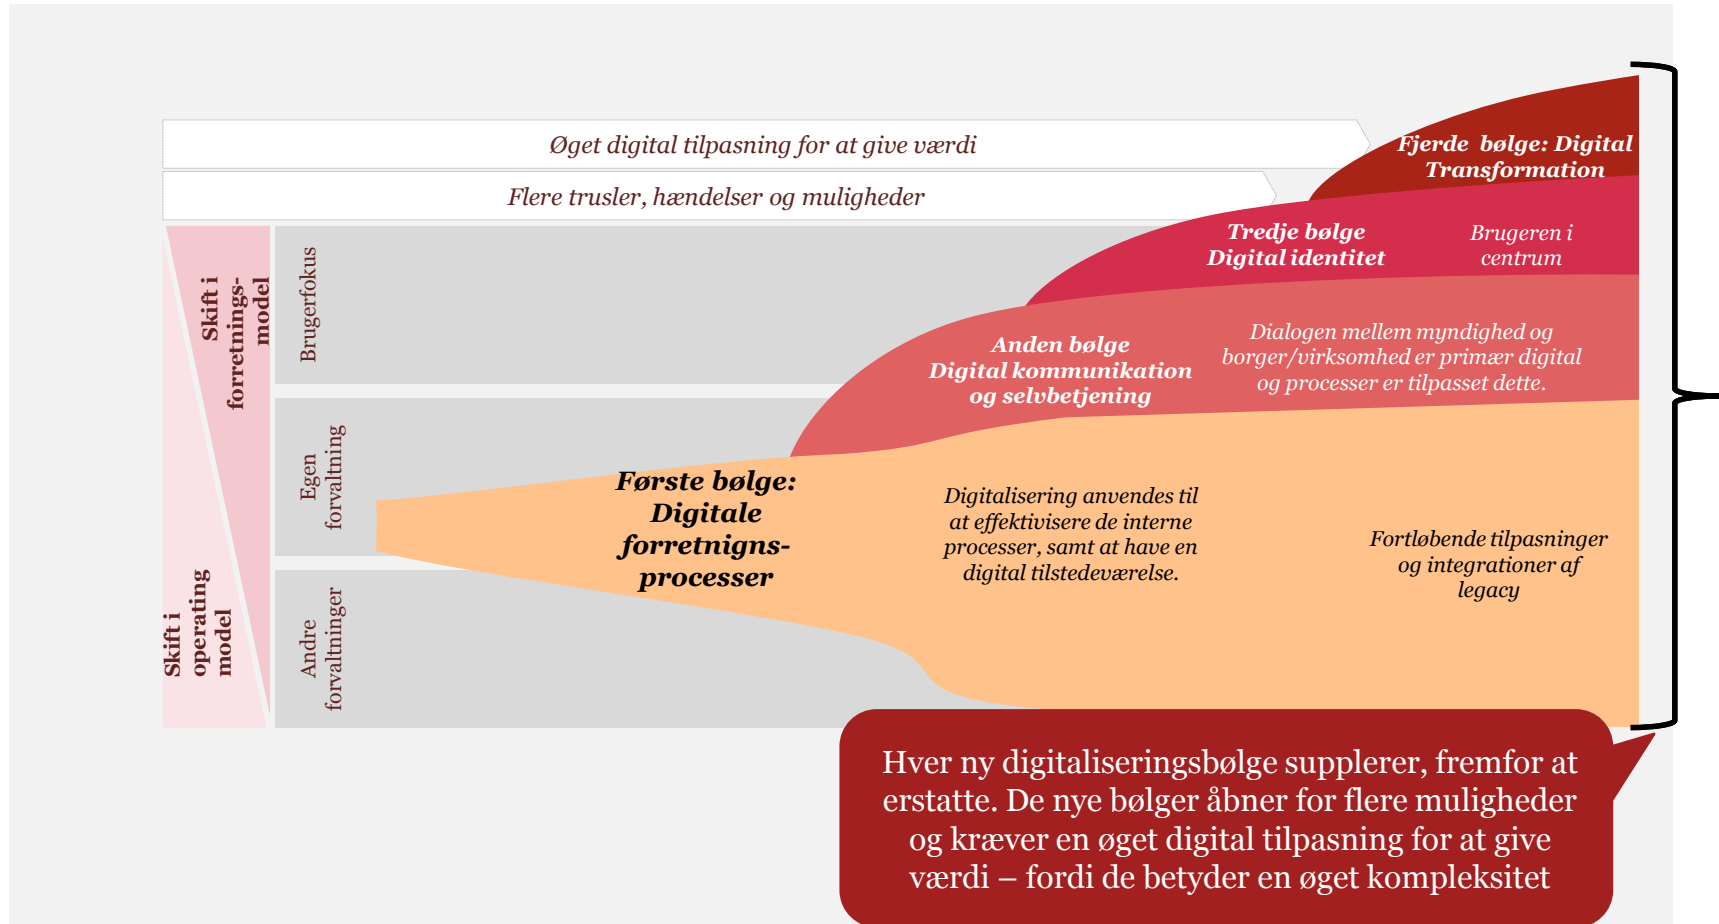 Øget digital tilpasning for at give værdi
Flere trusler, hændelser og muligheder
Fjerde  bølge: Digital
Transformation
Tredje bølge
Digital identitet
Brugeren i
centrum
Skift i
forretnings-
model
Brugerfokus
Anden bølge
Digital kommunikation
og selvbetjening
Dialogen mellem myndighed og
borger/virksomhed er primær digital
og processer er tilpasset dette.
Egen
forvaltning
Første bølge:
Digitale
forretnigns-
processer
Digitalisering anvendes til
at effektivisere de interne
processer, samt at have en
digital tilstedeværelse.
Fortløbende tilpasninger
og integrationer af
legacy
Skift i
operating
model
Andre
forvaltninger
Hver ny digitaliseringsbølge supplerer, fremfor at
erstatte. De nye bølger åbner for flere muligheder
og kræver en øget digital tilpasning for at give
værdi – fordi de betyder en øget kompleksitet